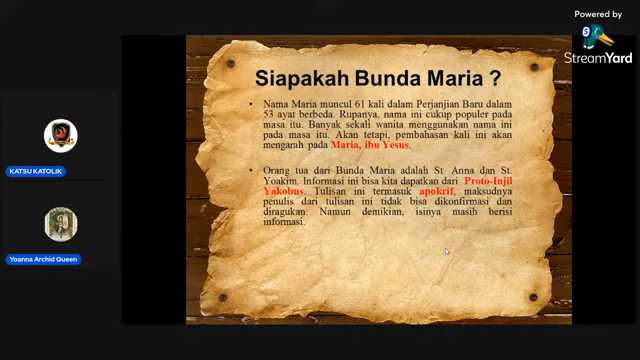 Powered by
StreamYard
Siapakah Bunda Maria ?
• Nama Maria muncul 61 kali dalam Perjanjian Baru dalam
53 ayat berbeda. Rupanya, nama ini cukup populer pada
masa itu. Banyak sekali wanita menggunakan nama ini
pada masa itu. Akan tetapi, pembahasan kali ini akan
mengarah pada Maria, ibu Yesus.
• Orang tua dari Bunda Maria adalah St. Anna dan St.
Yoakim. Informasi ini bisa kita dapatkan dari Proto-Injil
Yakobus. Tulisan ini termasuk apokrif, maksudnya
penulis dari tulisan ini tidak bisa dikonfirmasi dan
diragukan. Namun demikian, isinya masih berisi
informasi.
KATSU KATOLIK
Yoanna Archid Queen